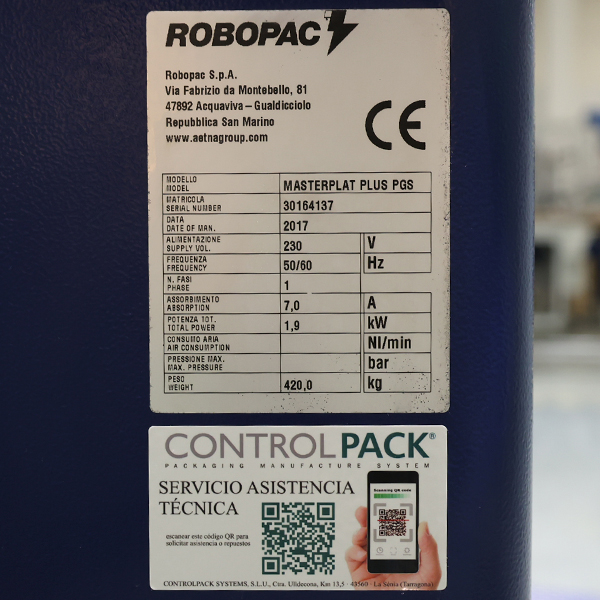 ROBOPAC
Robopac S.p.A.
Via Fabrizio da Montebello, 81
47892 Acquaviva – Gualdicciolo
Repubblica San Marino
www.aetnagroup.com
CE
MODELLO
MODEL
MASTERPLAT PLUS PGS
MATRICOLA
SERIAL NUMBER
30164137
DATA
DATE OF MAN.
2017
ALIMENTAZIONE
SUPPLY VOL.
230 V
FREQUENZA
FREQUENCY
50/60 Hz
N. FASI
PHASE
1
ASSORBIMENTO
ABSORPTION
7,0 A
POTENZA TOT.
TOTAL POWER
1,9 kW
CONSUMO ARIA
AIR CONSUMPTION
Nl/min
PRESSIONE MAX.
MAX. PRESSURE
bar
PESO
WEIGHT
420,0 kg
CONTROLPACK®
PACKAGING MANUFACTURE SYSTEM
SERVICIO ASISTENCIA
TÉCNICA
escanear este código QR para
solicitar asistencia o repuestos
Scanning QR code
CONTROLPACK SYSTEMS, S.L.U., Ctra. Ulldecona, Km 13,5 - 43560 - La Sénia (Tarragona)